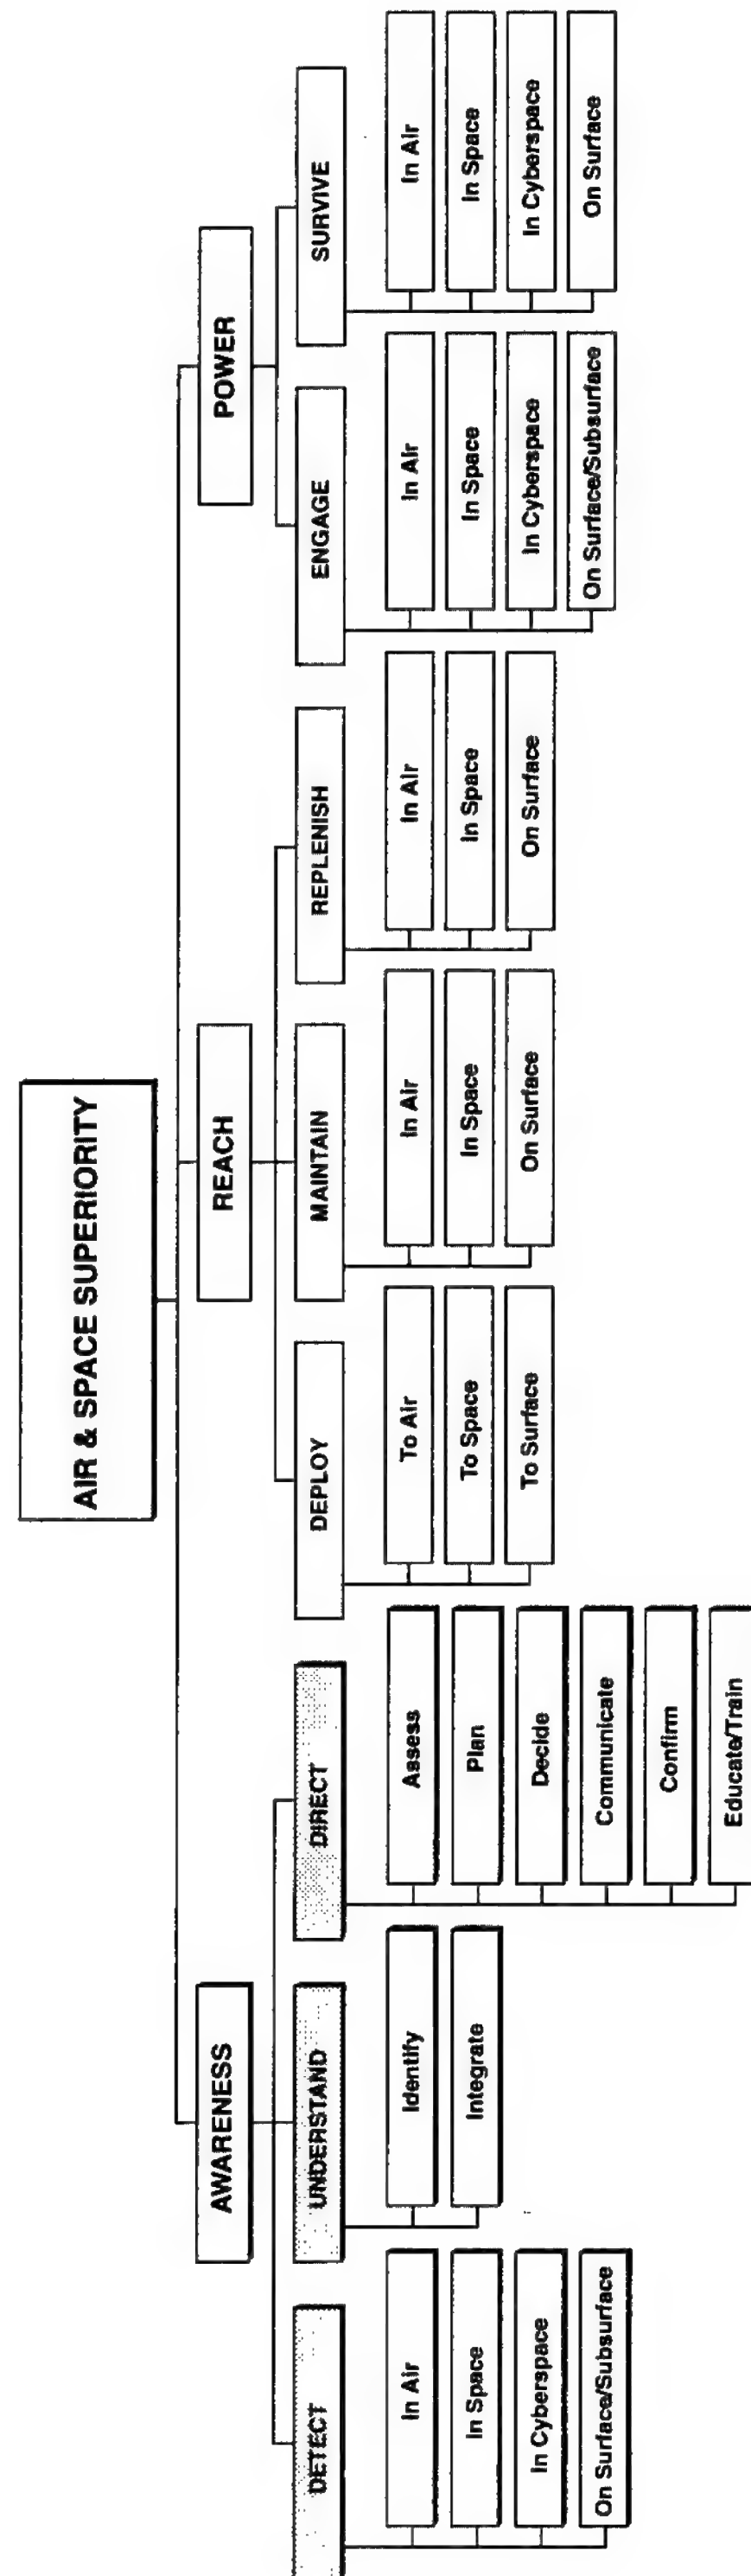 AIR & SPACE SUPERIORITY
AWARENESS
REACH
POWER
DETECT
UNDERSTAND
DIRECT
DEPLOY
MAINTAIN
REPLENISH
ENGAGE
SURVIVE
In Air
In Space
In Cyberspace
On Surface/Subsurface
Identify
Integrate
Assess
Plan
Decide
Communicate
Confirm
Educate/Train
To Air
To Space
To Surface
In Air
In Space
On Surface
In Air
In Space
On Surface
In Air
In Space
In Cyberspace
On Surface/Subsurface
In Air
In Space
In Cyberspace
On Surface